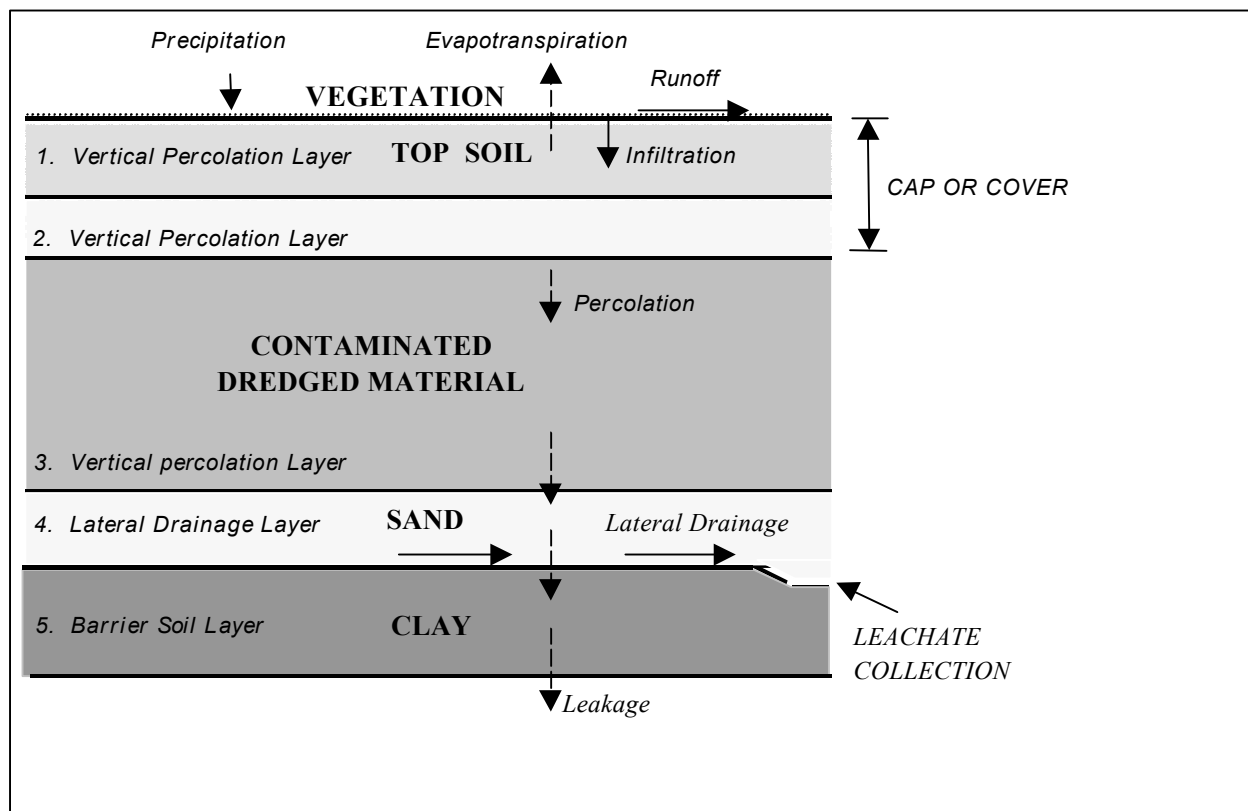 Precipitation
Evapotranspiration
Runoff
VEGETATION
1. Vertical Percolation Layer
TOP SOIL
Infiltration
CAP OR COVER
2. Vertical Percolation Layer
Percolation
CONTAMINATED
DREDGED MATERIAL
3. Vertical percolation Layer
4. Lateral Drainage Layer
SAND
Lateral Drainage
5. Barrier Soil Layer
CLAY
LEACHATE
COLLECTION
Leakage